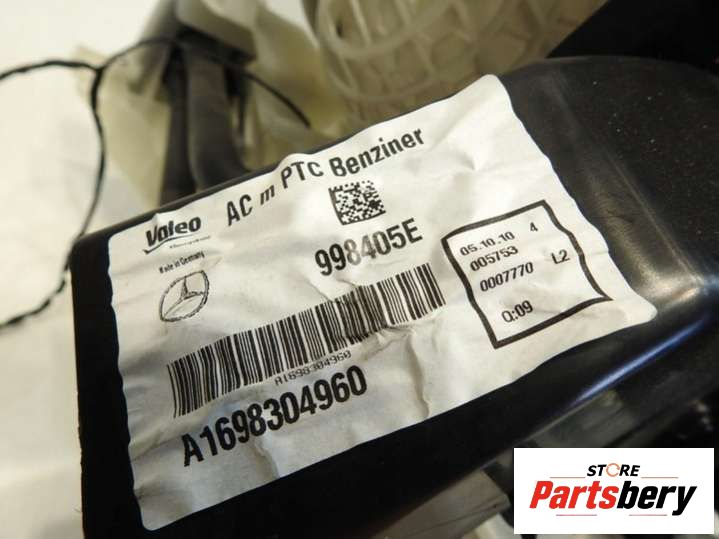 Valeo
AC m PTC Benziner
Made in Germany
998405E
05.10.10 4
005753
0007770 L2
Q:09
A1698304960
A1698304960
STORE
Partsbery